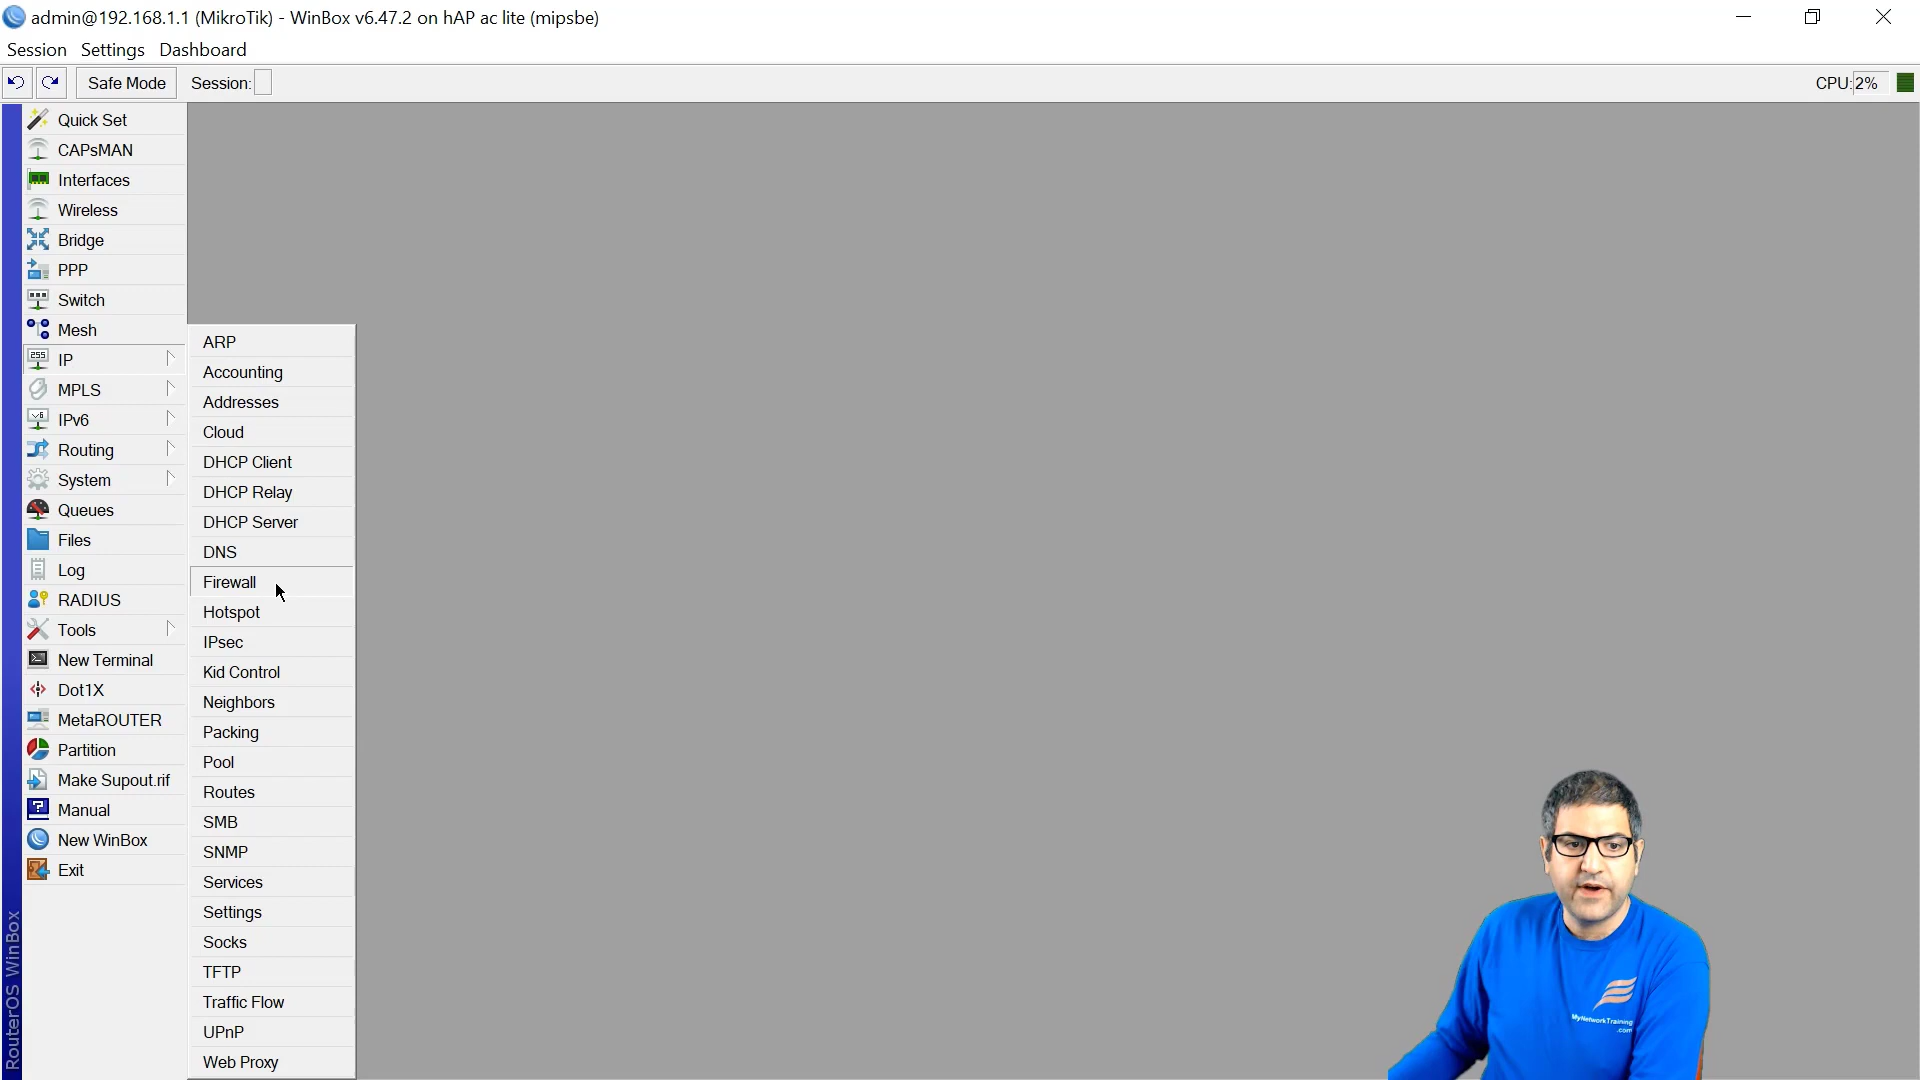 admin@192.168.1.1 (MikroTik) - WinBox v6.47.2 on hAP ac lite (mipsbe)
Session Settings Dashboard
Safe Mode Session: CPU: 2%
Quick Set
CAPsMAN
Interfaces
Wireless
Bridge
PPP
Switch
Mesh
IP
MPLS
IPv6
Routing
System
Queues
Files
Log
RADIUS
Tools
New Terminal
Dot1X
MetaROUTER
Partition
Make Supout.rif
Manual
New WinBox
Exit
RouterOS WinBox
ARP
Accounting
Addresses
Cloud
DHCP Client
DHCP Relay
DHCP Server
DNS
Firewall
Hotspot
IPsec
Kid Control
Neighbors
Packing
Pool
Routes
SMB
SNMP
Services
Settings
Socks
TFTP
Traffic Flow
UPnP
Web Proxy
MyNetworkTraining
.com